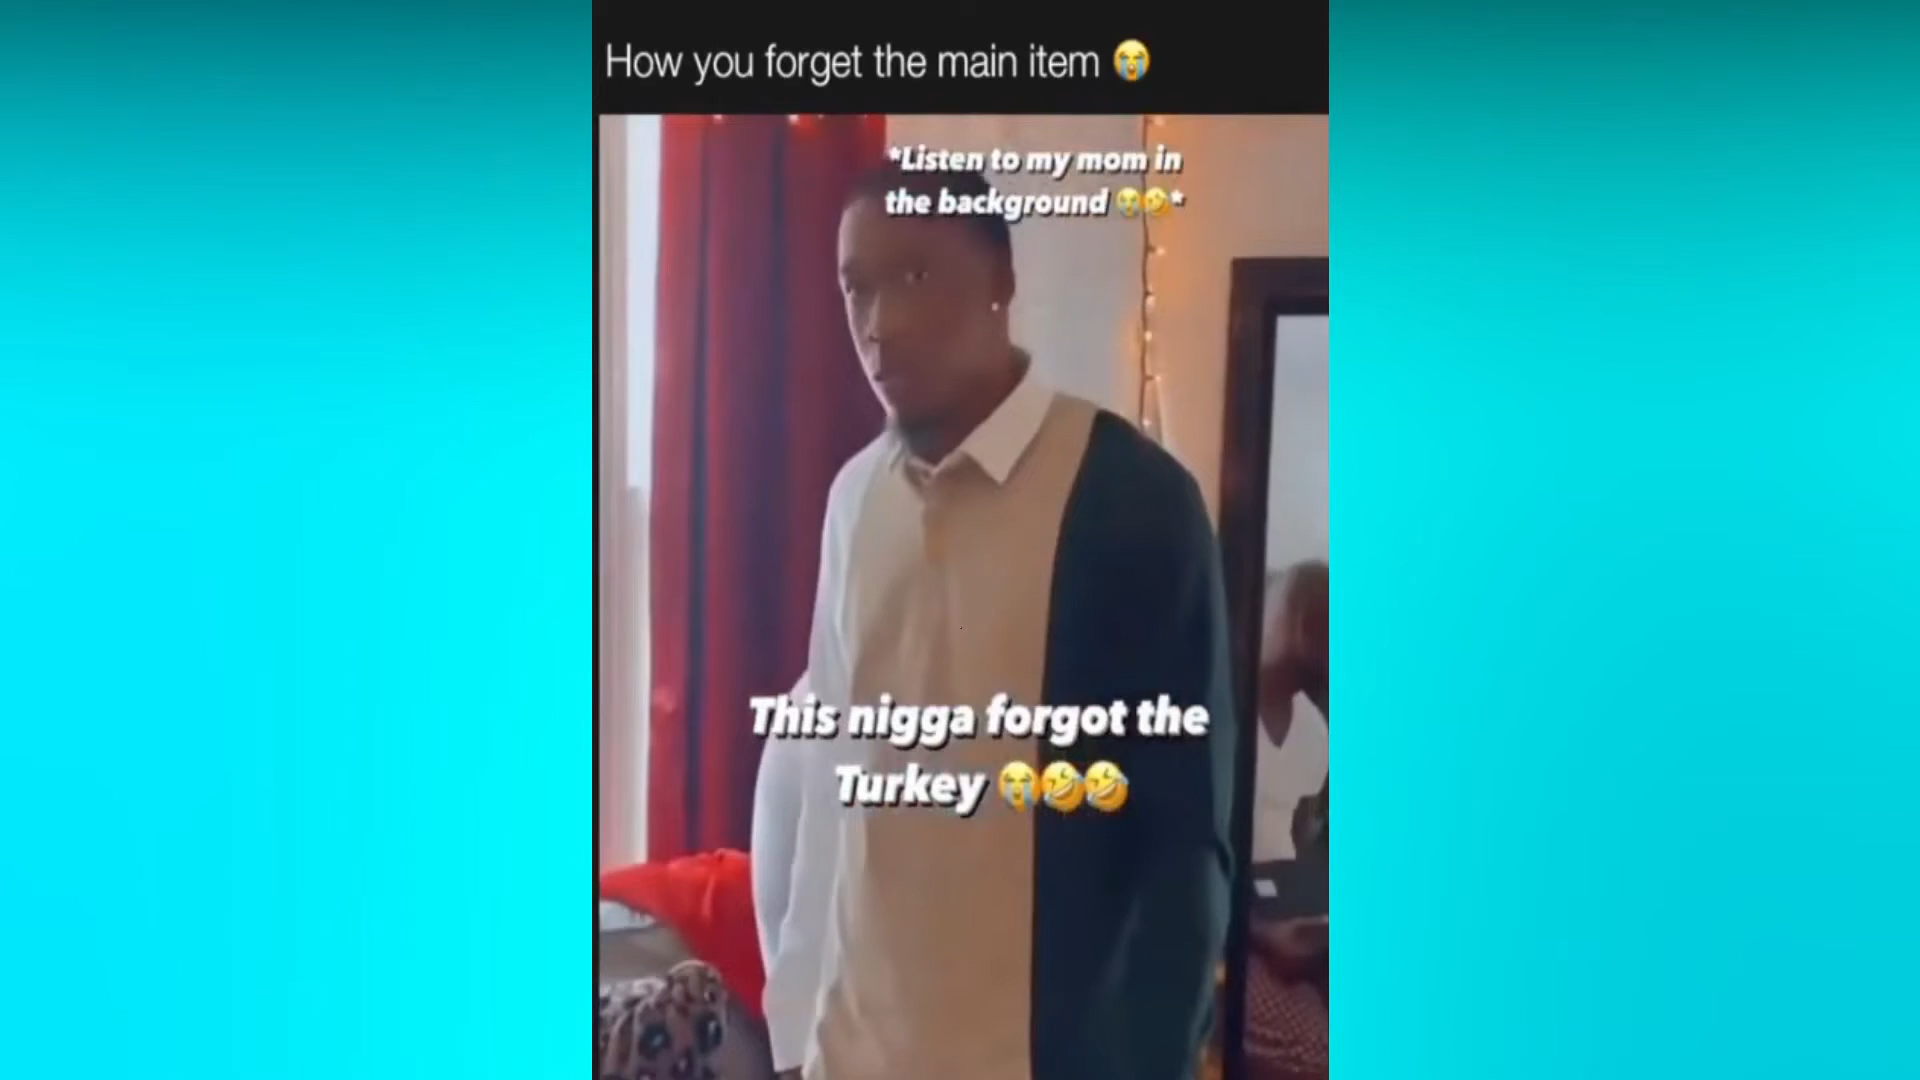 How you forget the main item 😭
*Listen to my mom in
the background 😭🤣*
This nigga forgot the
Turkey 😭🤣🤣